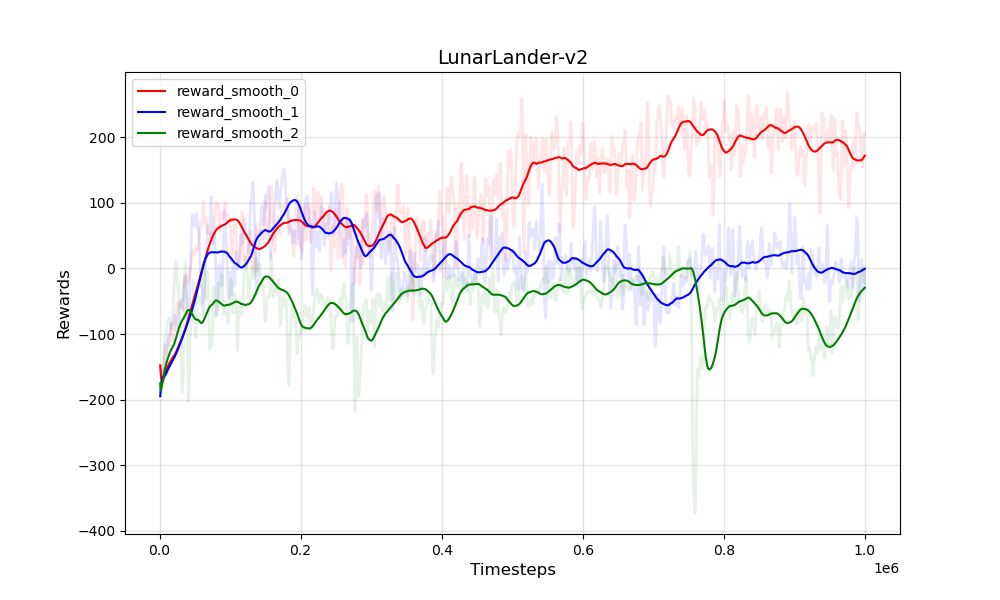 LunarLander-v2
reward_smooth_0
reward_smooth_1
reward_smooth_2
200
100
0
−100
−200
−300
−400
Rewards
0.0 0.2 0.4 0.6 0.8 1.0
1e6
Timesteps